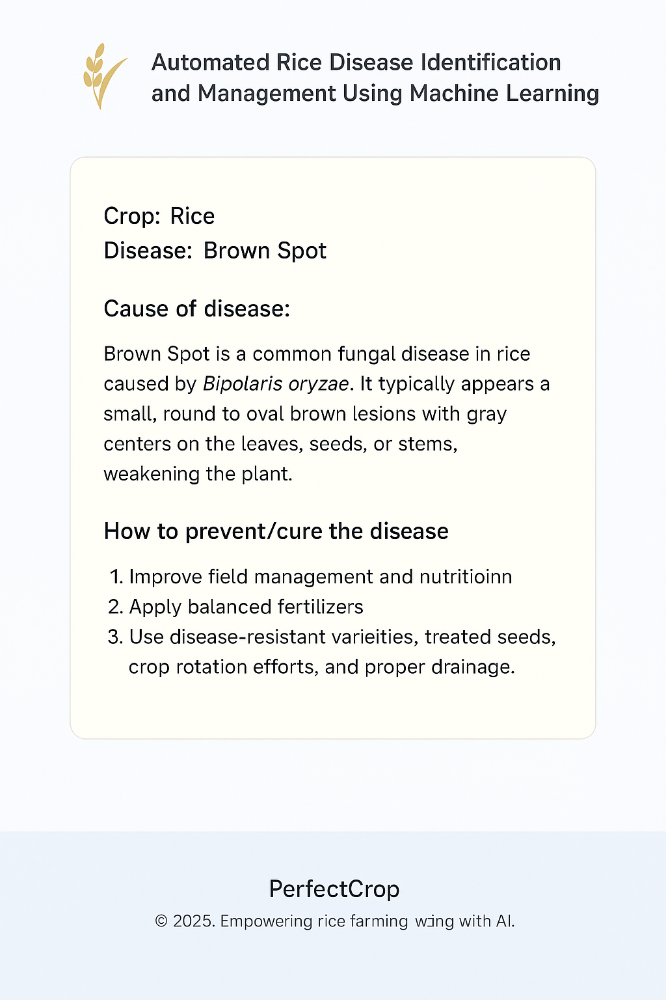 Automated Rice Disease Identification
and Management Using Machine Learning
Crop: Rice
Disease: Brown Spot
Cause of disease:
Brown Spot is a common fungal disease in rice
caused by Bipolaris oryzae. It typically appears a
small, round to oval brown lesions with gray
centers on the leaves, seeds, or stems,
weakening the plant.
How to prevent/cure the disease
1. Improve field management and nutritioinn
2. Apply balanced fertilizers
3. Use disease-resistant varieities, treated seeds,
crop rotation efforts, and proper drainage.
PerfectCrop
© 2025. Empowering rice farming with AI.